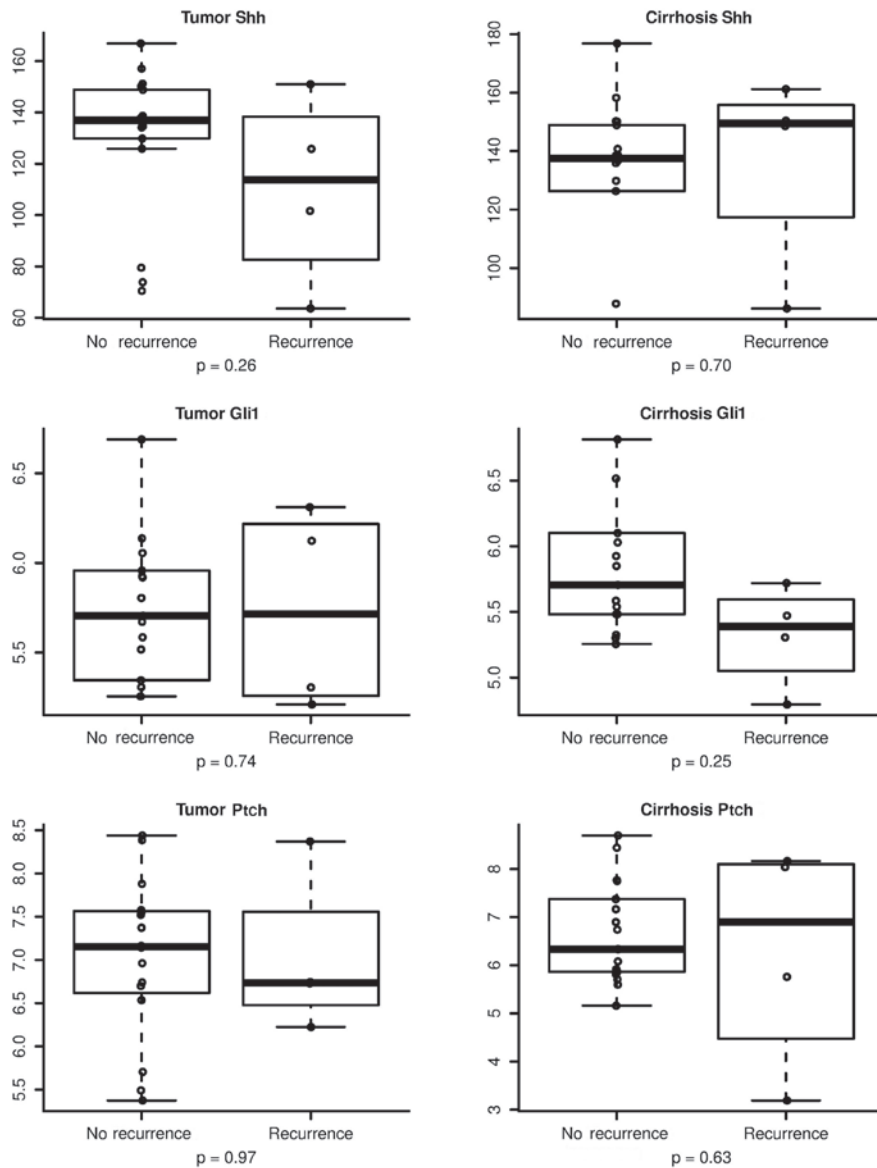 Tumor Shh
160
140
120
100
80
60
No recurrence
Recurrence
p = 0.26
Cirrhosis Shh
180
160
140
120
100
No recurrence
Recurrence
p = 0.70
Tumor Gli1
6.5
6.0
5.5
No recurrence
Recurrence
p = 0.74
Cirrhosis Gli1
6.5
6.0
5.5
5.0
No recurrence
Recurrence
p = 0.25
Tumor Ptch
8.5
8.0
7.5
7.0
6.5
6.0
5.5
No recurrence
Recurrence
p = 0.97
Cirrhosis Ptch
8
7
6
5
4
3
No recurrence
Recurrence
p = 0.63